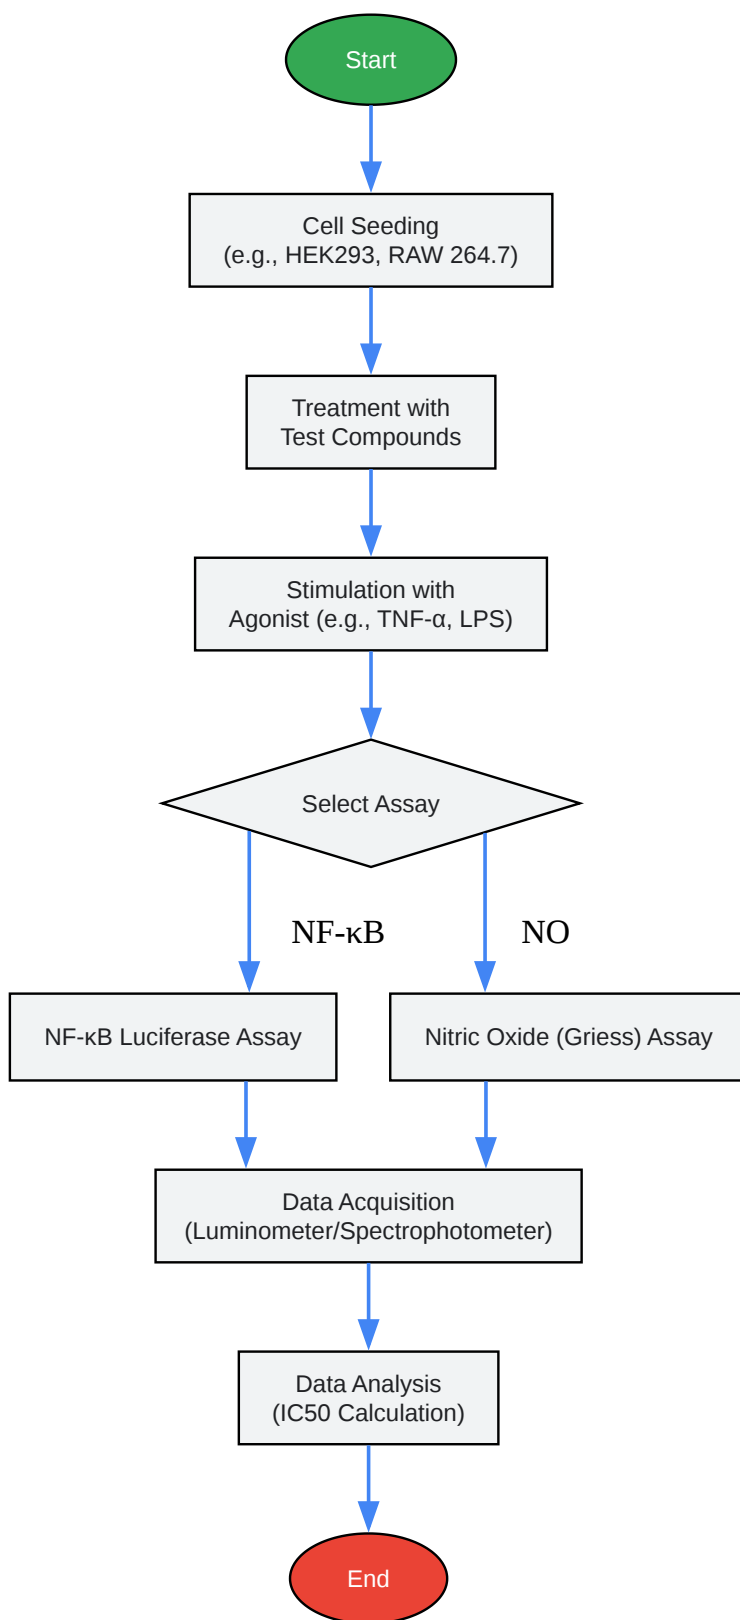 Start
Cell Seeding
(e.g., HEK293, RAW 264.7)
Treatment with
Test Compounds
Stimulation with
Agonist (e.g., TNF-α, LPS)
Select Assay
NF-κB
NO
NF-κB Luciferase Assay
Nitric Oxide (Griess) Assay
Data Acquisition
(Luminometer/Spectrophotometer)
Data Analysis
(IC50 Calculation)
End